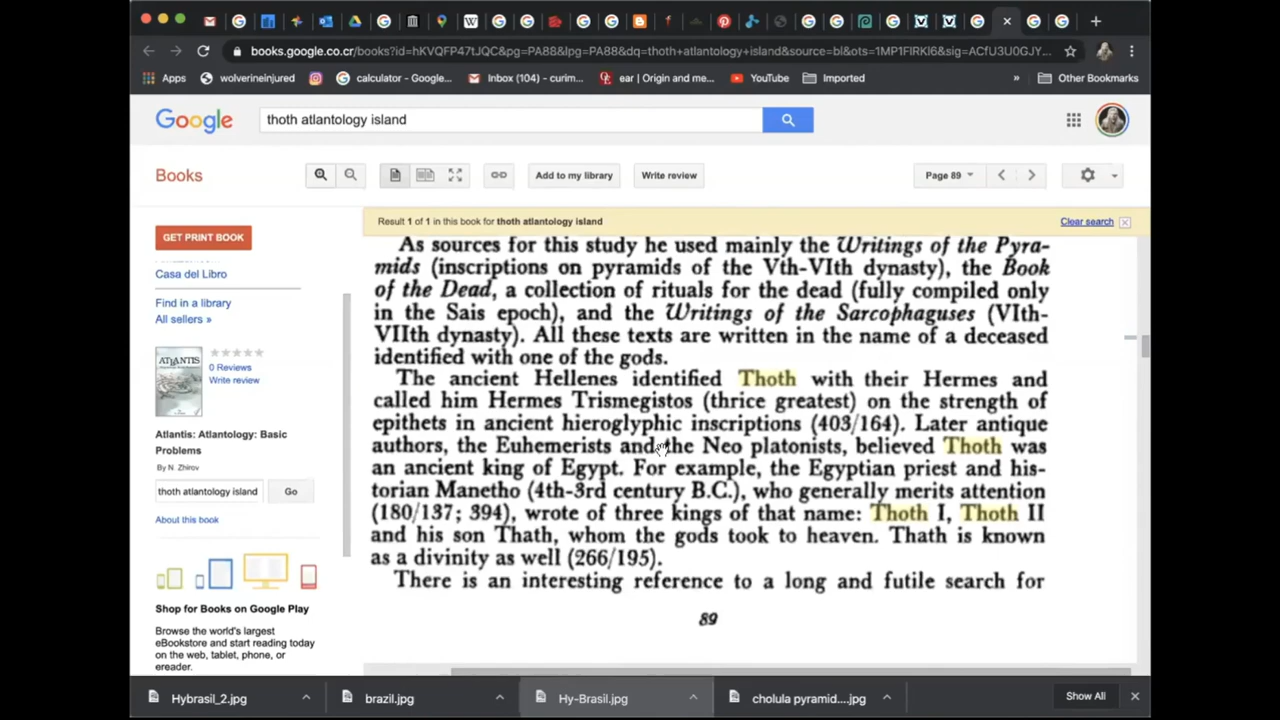 books.google.co.cr/books?id=hKVQFP47tJQC&pg=PA88&lpg=PA88&dq=thoth+atlantology+island&source=bl&ots=1MP1FIRKI6&sig=ACfU3U0GJY...
Apps
wolverineinjured
calculator - Google...
Inbox (104) – curim...
ear | Origin and me...
YouTube
Imported
»
Other Bookmarks
Google
thoth atlantology island
Books
Add to my library
Write review
Page 89
Result 1 of 1 in this book for thoth atlantology island
Clear search
GET PRINT BOOK
Casa del Libro
Find in a library
All sellers »
ATLANTIS
0 Reviews
Write review
Atlantis: Atlantology: Basic
Problems
By N. Zhirov
thoth atlantology island
Go
About this book
Shop for Books on Google Play
Browse the world's largest
eBookstore and start reading today
on the web, tablet, phone, or
ereader.
As sources for this study he used mainly the Writings of the Pyra-
mids (inscriptions on pyramids of the Vth-VIth dynasty), the Book
of the Dead, a collection of rituals for the dead (fully compiled only
in the Sais epoch), and the Writings of the Sarcophaguses (VIth-
VIIth dynasty). All these texts are written in the name of a deceased
identified with one of the gods.
The ancient Hellenes identified Thoth with their Hermes and
called him Hermes Trismegistos (thrice greatest) on the strength of
epithets in ancient hieroglyphic inscriptions (403/164). Later antique
authors, the Euhemerists and the Neo platonists, believed Thoth was
an ancient king of Egypt. For example, the Egyptian priest and his-
torian Manetho (4th-3rd century B.C.), who generally merits attention
(180/137; 394), wrote of three kings of that name: Thoth I, Thoth II
and his son Thath, whom the gods took to heaven. Thath is known
as a divinity as well (266/195).
There is an interesting reference to a long and futile search for
89
Hybrasil_2.jpg
brazil.jpg
Hy-Brasil.jpg
cholula pyramid....jpg
Show All